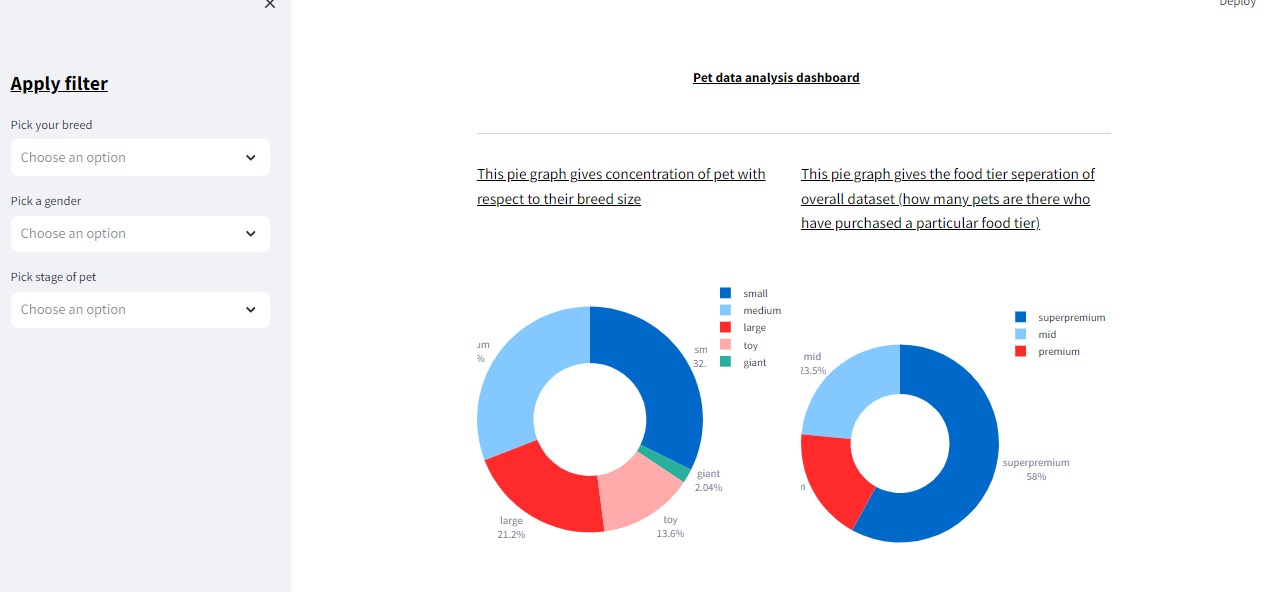 Deploy
Apply filter
Pick your breed
Choose an option
Pick a gender
Choose an option
Pick stage of pet
Choose an option
Pet data analysis dashboard
This pie graph gives concentration of pet with
respect to their breed size
small
medium
large
toy
giant
um
%
sm
32.
giant
2.04%
toy
13.6%
large
21.2%
This pie graph gives the food tier seperation of
overall dataset (how many pets are there who
have purchased a particular food tier)
superpremium
mid
premium
mid
23.5%
superpremium
58%